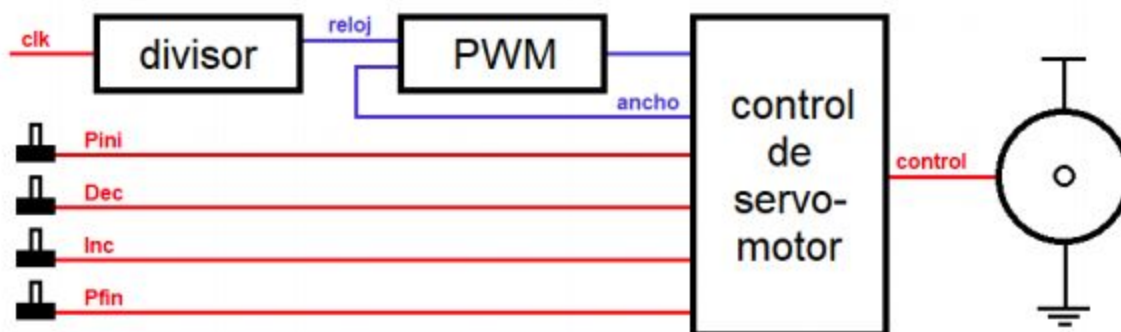 clk
divisor
reloj
PWM
ancho
control
de
servo-
motor
control
Pini
Dec
Inc
Pfin